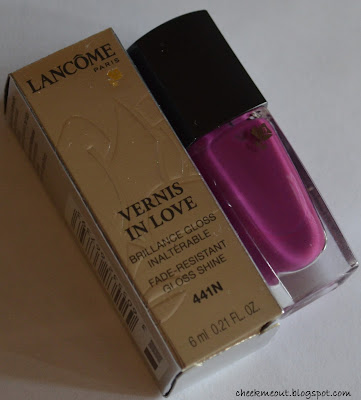 LANCÔME
PARIS
VERNIS
IN LOVE
BRILLANCE GLOSS
INALTÉRABLE
FADE-RESISTANT
GLOSS SHINE
441N
6 ml 0.21 FL. OZ.
cheekmeout.blogspot.com